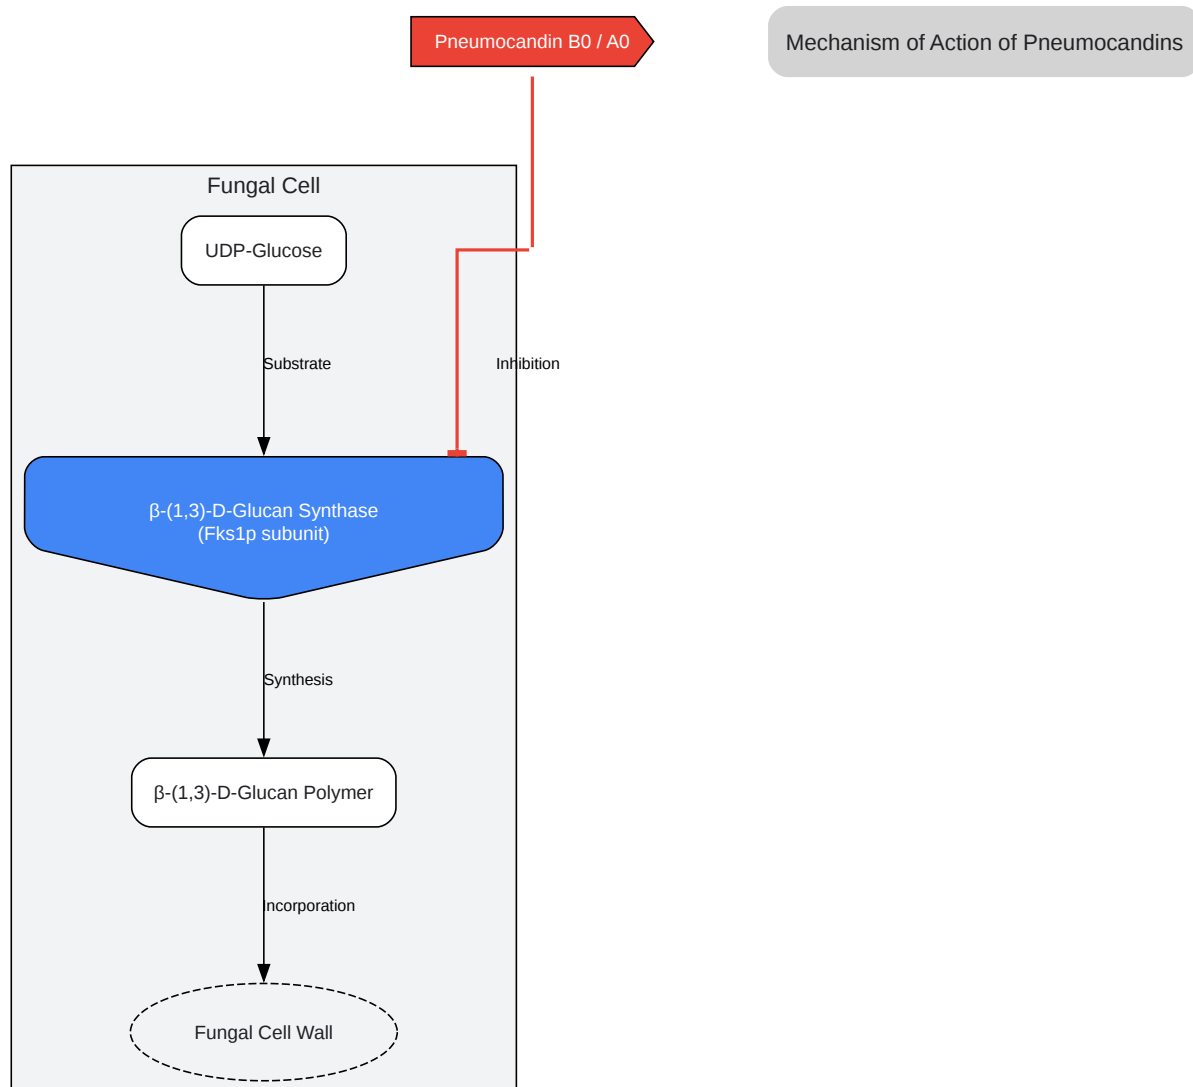 Pneumocandin B0 / A0
Mechanism of Action of Pneumocandins
Fungal Cell
UDP-Glucose
Substrate
Inhibition
β-(1,3)-D-Glucan Synthase
(Fks1p subunit)
Synthesis
β-(1,3)-D-Glucan Polymer
Incorporation
Fungal Cell Wall